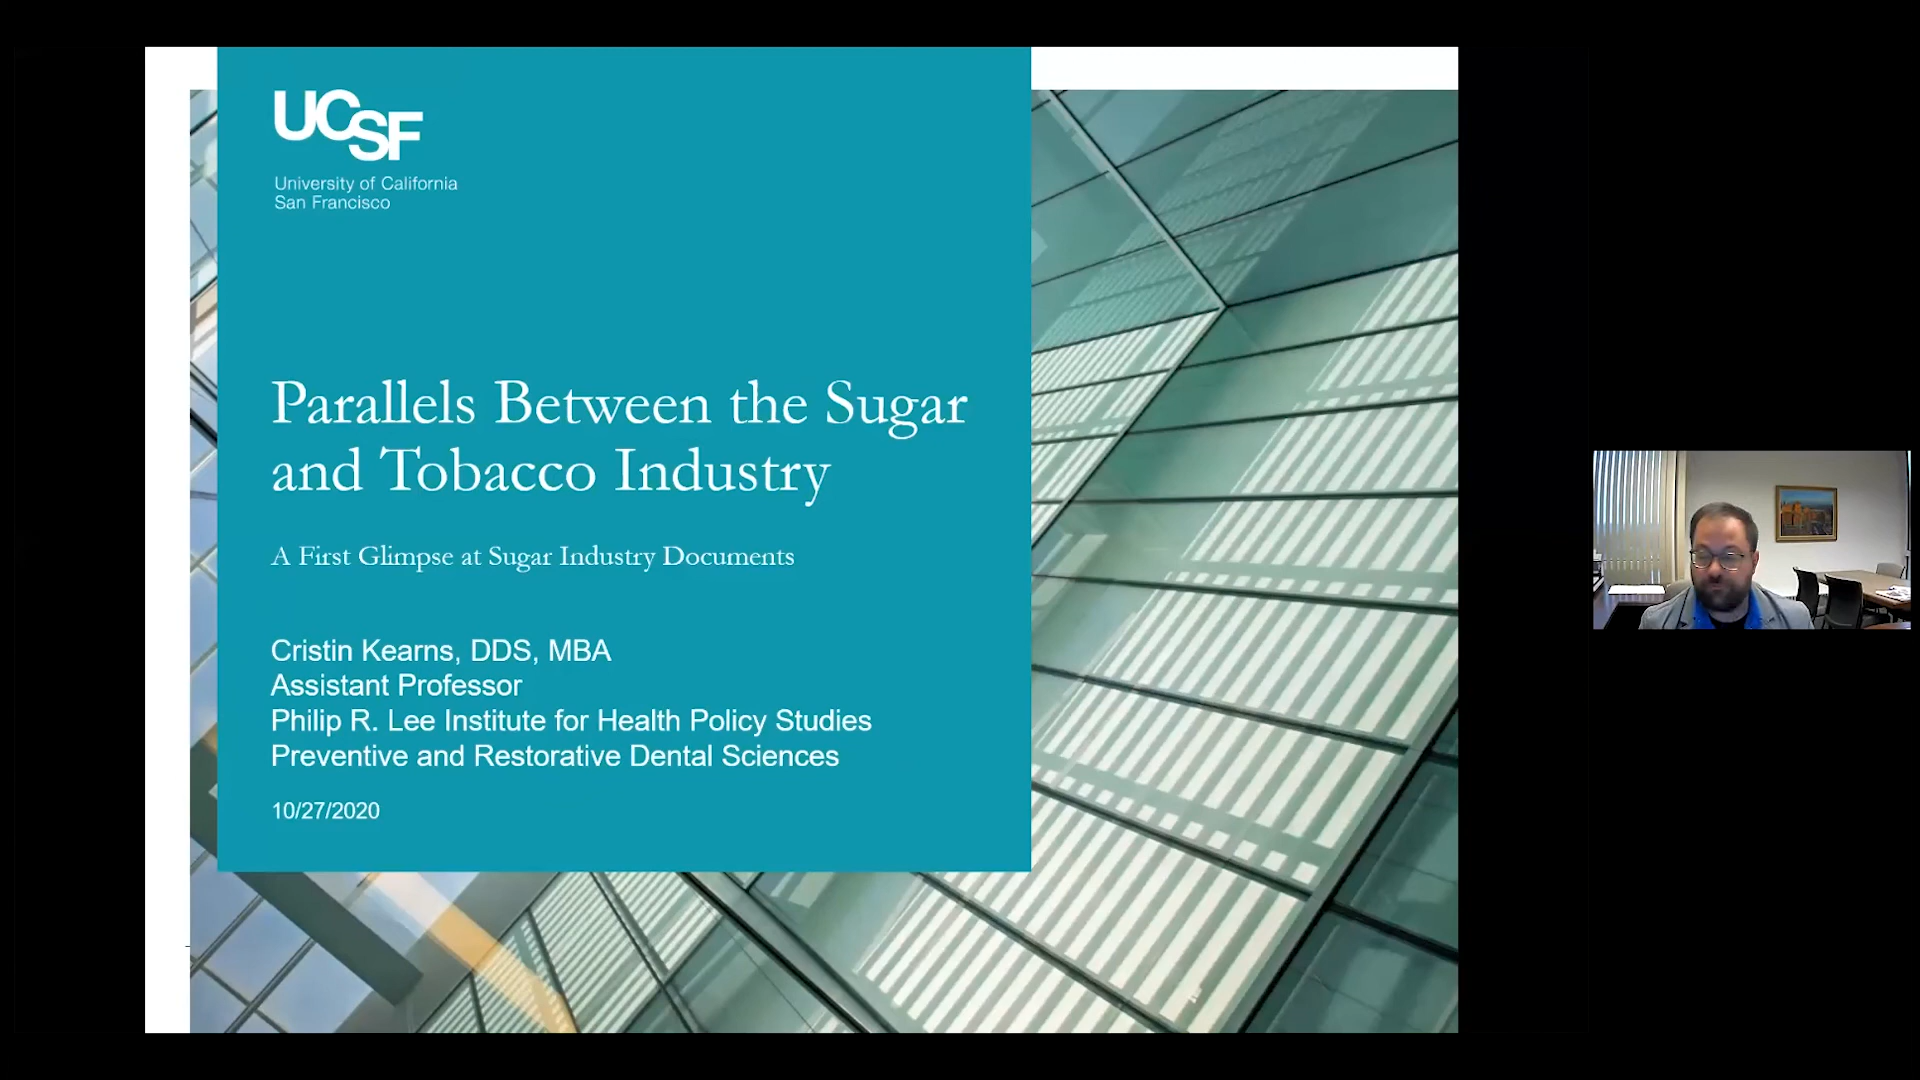 UCSF
University of California
San Francisco
Parallels Between the Sugar
and Tobacco Industry
A First Glimpse at Sugar Industry Documents
Cristin Kearns, DDS, MBA
Assistant Professor
Philip R. Lee Institute for Health Policy Studies
Preventive and Restorative Dental Sciences
10/27/2020